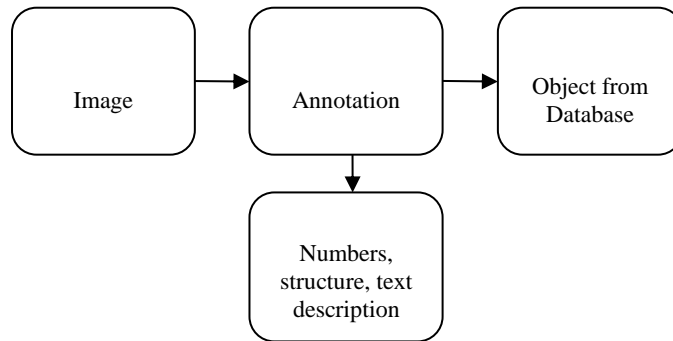 Image
Annotation
Object from
Database
Numbers,
structure, text
description